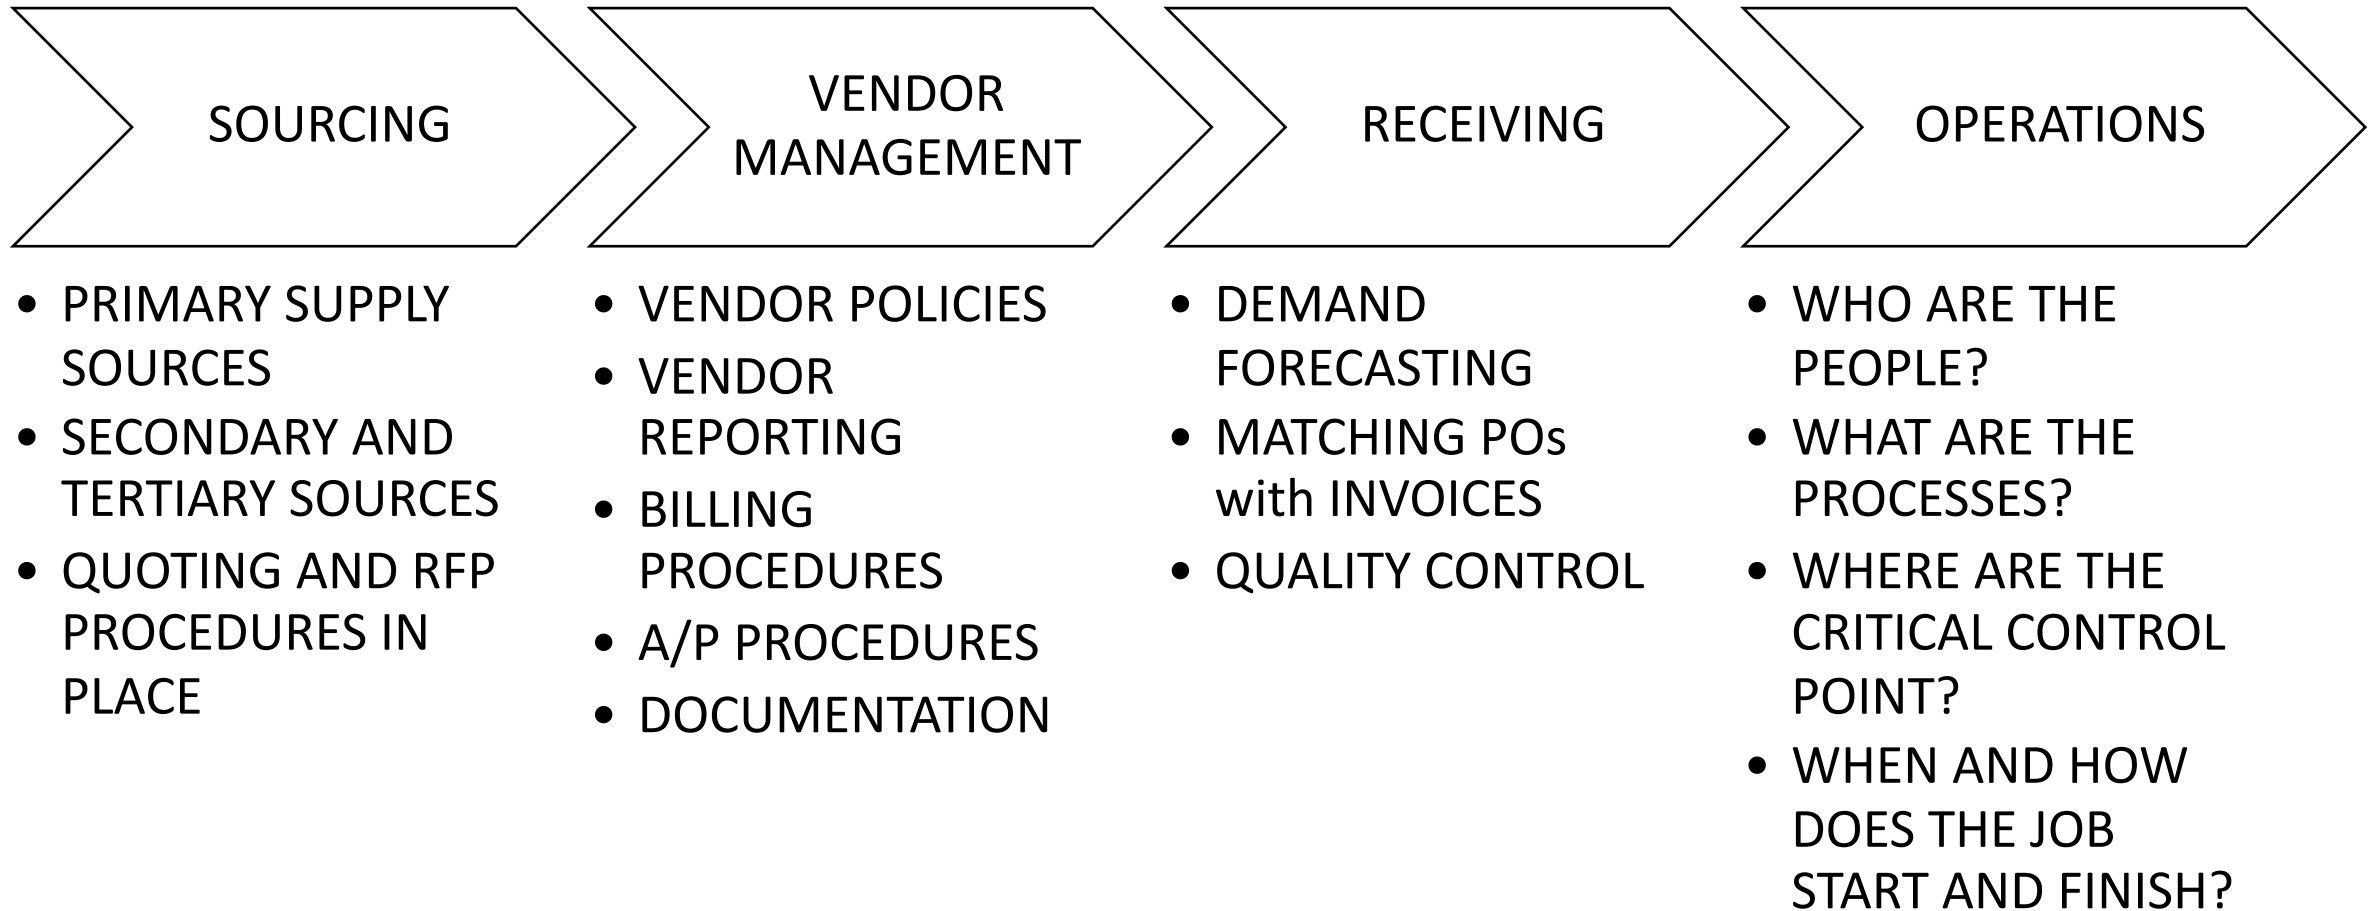 SOURCING
• PRIMARY SUPPLY
SOURCES
• SECONDARY AND
TERTIARY SOURCES
• QUOTING AND RFP
PROCEDURES IN
PLACE
VENDOR
MANAGEMENT
• VENDOR POLICIES
• VENDOR
REPORTING
• BILLING
PROCEDURES
• A/P PROCEDURES
• DOCUMENTATION
RECEIVING
• DEMAND
FORECASTING
• MATCHING POs
with INVOICES
• QUALITY CONTROL
OPERATIONS
• WHO ARE THE
PEOPLE?
• WHAT ARE THE
PROCESSES?
• WHERE ARE THE
CRITICAL CONTROL
POINT?
• WHEN AND HOW
DOES THE JOB
START AND FINISH?